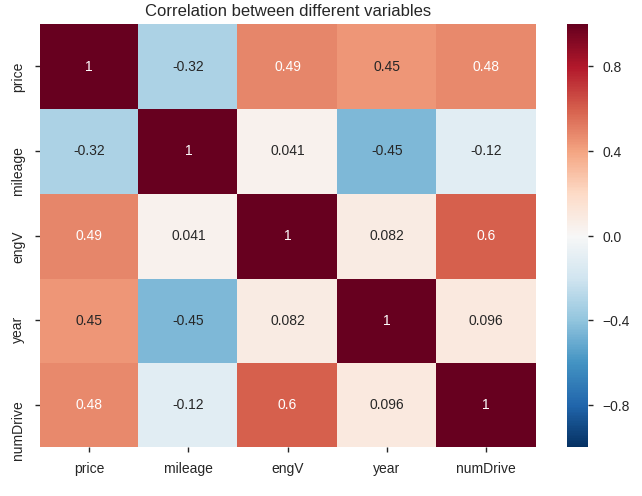 Correlation between different variables
price 1 -0.32 0.49 0.45 0.48 0.8
mileage -0.32 1 0.041 -0.45 -0.12 0.4
engV 0.49 0.041 1 0.082 0.6 0.0
year 0.45 -0.45 0.082 1 0.096 -0.4
numDrive 0.48 -0.12 0.6 0.096 1 -0.8
price mileage engV year numDrive